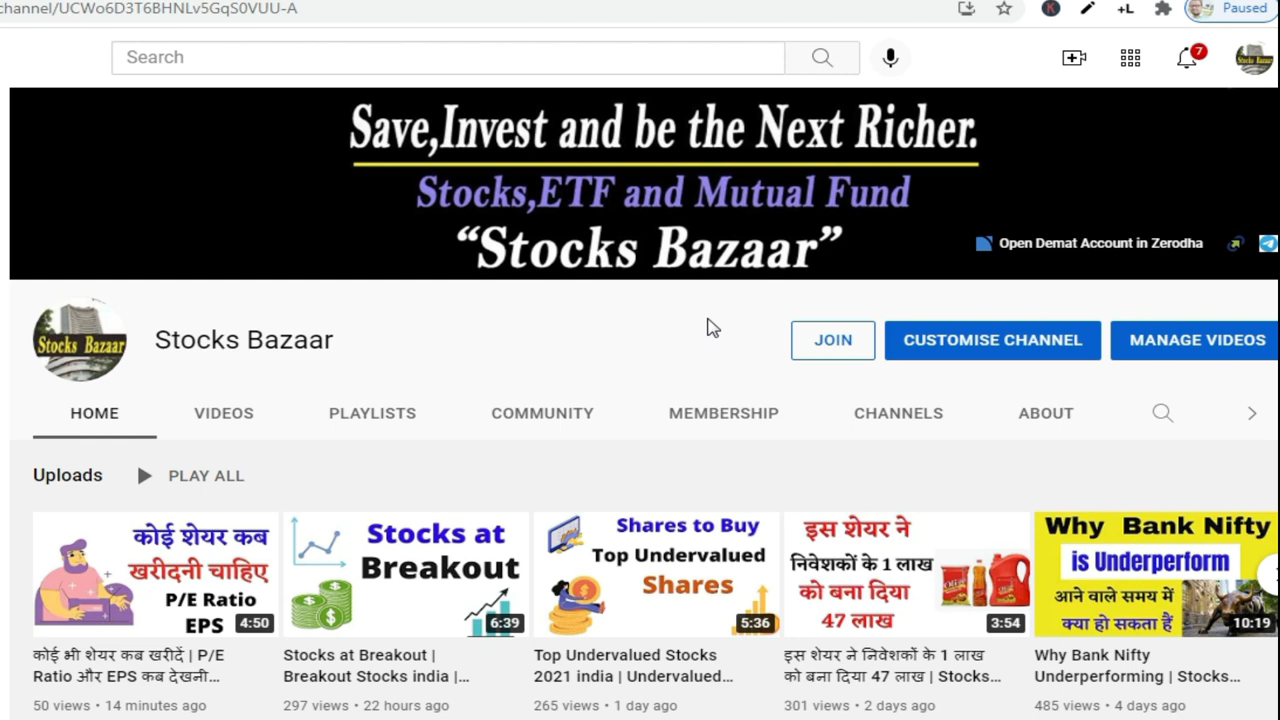 channel/UCWo6D3T6BHNLv5GqS0VUU-A
Paused
Search
7
Save,Invest and be the Next Richer.
Stocks,ETF and Mutual Fund
“Stocks Bazaar”
Open Demat Account in Zerodha
Stocks Bazaar
Stocks Bazaar
JOIN
CUSTOMISE CHANNEL
MANAGE VIDEOS
HOME
VIDEOS
PLAYLISTS
COMMUNITY
MEMBERSHIP
CHANNELS
ABOUT
Uploads
PLAY ALL
कोई शेयर कब
खरीदनी चाहिए
P/E Ratio
EPS
4:50
कोई भी शेयर कब खरीदें | P/E
Ratio और EPS कब देखनी...
50 views • 14 minutes ago
Stocks at
Breakout
6:39
Stocks at Breakout |
Breakout Stocks india |...
297 views • 22 hours ago
Shares to Buy
Top Undervalued
Shares
5:36
Top Undervalued Stocks
2021 india | Undervalued...
265 views • 1 day ago
इस शेयर ने
निवेशकों के 1 लाख
को बना दिया
47 लाख
3:54
इस शेयर ने निवेशकों के 1 लाख
को बना दिया 47 लाख | Stocks...
301 views • 2 days ago
Why Bank Nifty
is Underperform
आने वाले समय में
क्या हो सकता हैं
10:19
Why Bank Nifty
Underperforming | Stocks...
485 views • 4 days ago